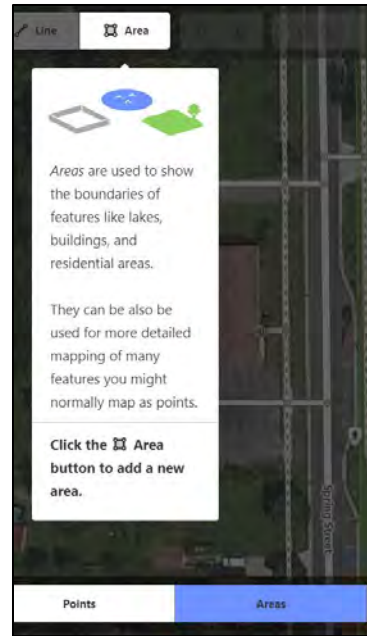 Line
Area
Areas are used to show
the boundaries of
features like lakes,
buildings, and
residential areas.
They can be also be
used for more detailed
mapping of many
features you might
normally map as points.
Click the Area
button to add a new
area.
Spring Street
Points
Areas